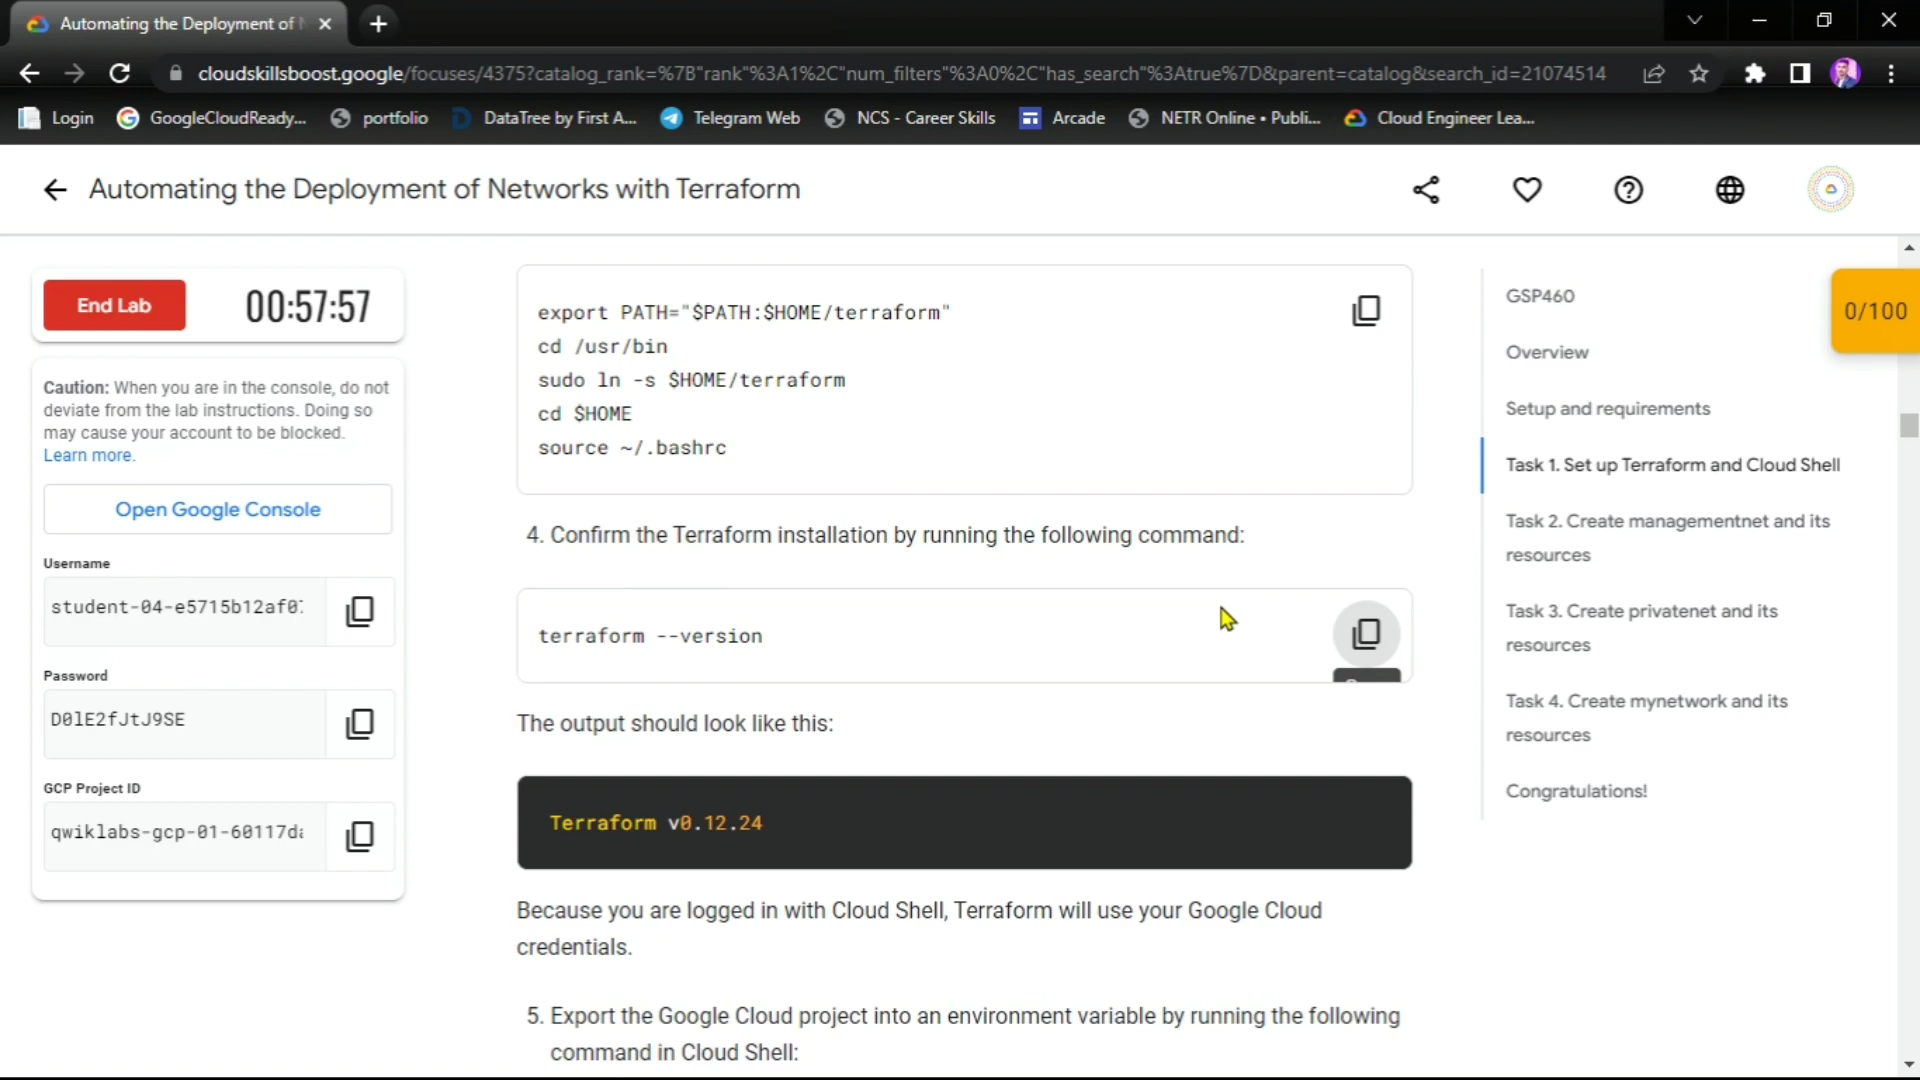 Automating the Deployment of
cloudskillsboost.google/focuses/4375?catalog_rank=%7B"rank"%3A1%2C"num_filters"%3A0%2C"has_search"%3Atrue%7D&parent=catalog&search_id=21074514
Login
GoogleCloudReady...
portfolio
DataTree by First A...
Telegram Web
NCS - Career Skills
Arcade
NETR Online • Publi...
Cloud Engineer Lea...
Automating the Deployment of Networks with Terraform
End Lab
00:57:57
Caution: When you are in the console, do not
deviate from the lab instructions. Doing so
may cause your account to be blocked.
Learn more.
Open Google Console
Username
student-04-e5715b12af0
Password
D0lE2fJtJ9SE
GCP Project ID
qwiklabs-gcp-01-60117d
export PATH="$PATH:$HOME/terraform"
cd /usr/bin
sudo ln -s $HOME/terraform
cd $HOME
source ~/.bashrc
4. Confirm the Terraform installation by running the following command:
terraform --version
The output should look like this:
Terraform v0.12.24
Because you are logged in with Cloud Shell, Terraform will use your Google Cloud
credentials.
5. Export the Google Cloud project into an environment variable by running the following
command in Cloud Shell:
GSP460
Overview
Setup and requirements
Task 1. Set up Terraform and Cloud Shell
Task 2. Create managementnet and its
resources
Task 3. Create privatenet and its
resources
Task 4. Create mynetwork and its
resources
Congratulations!
0/100